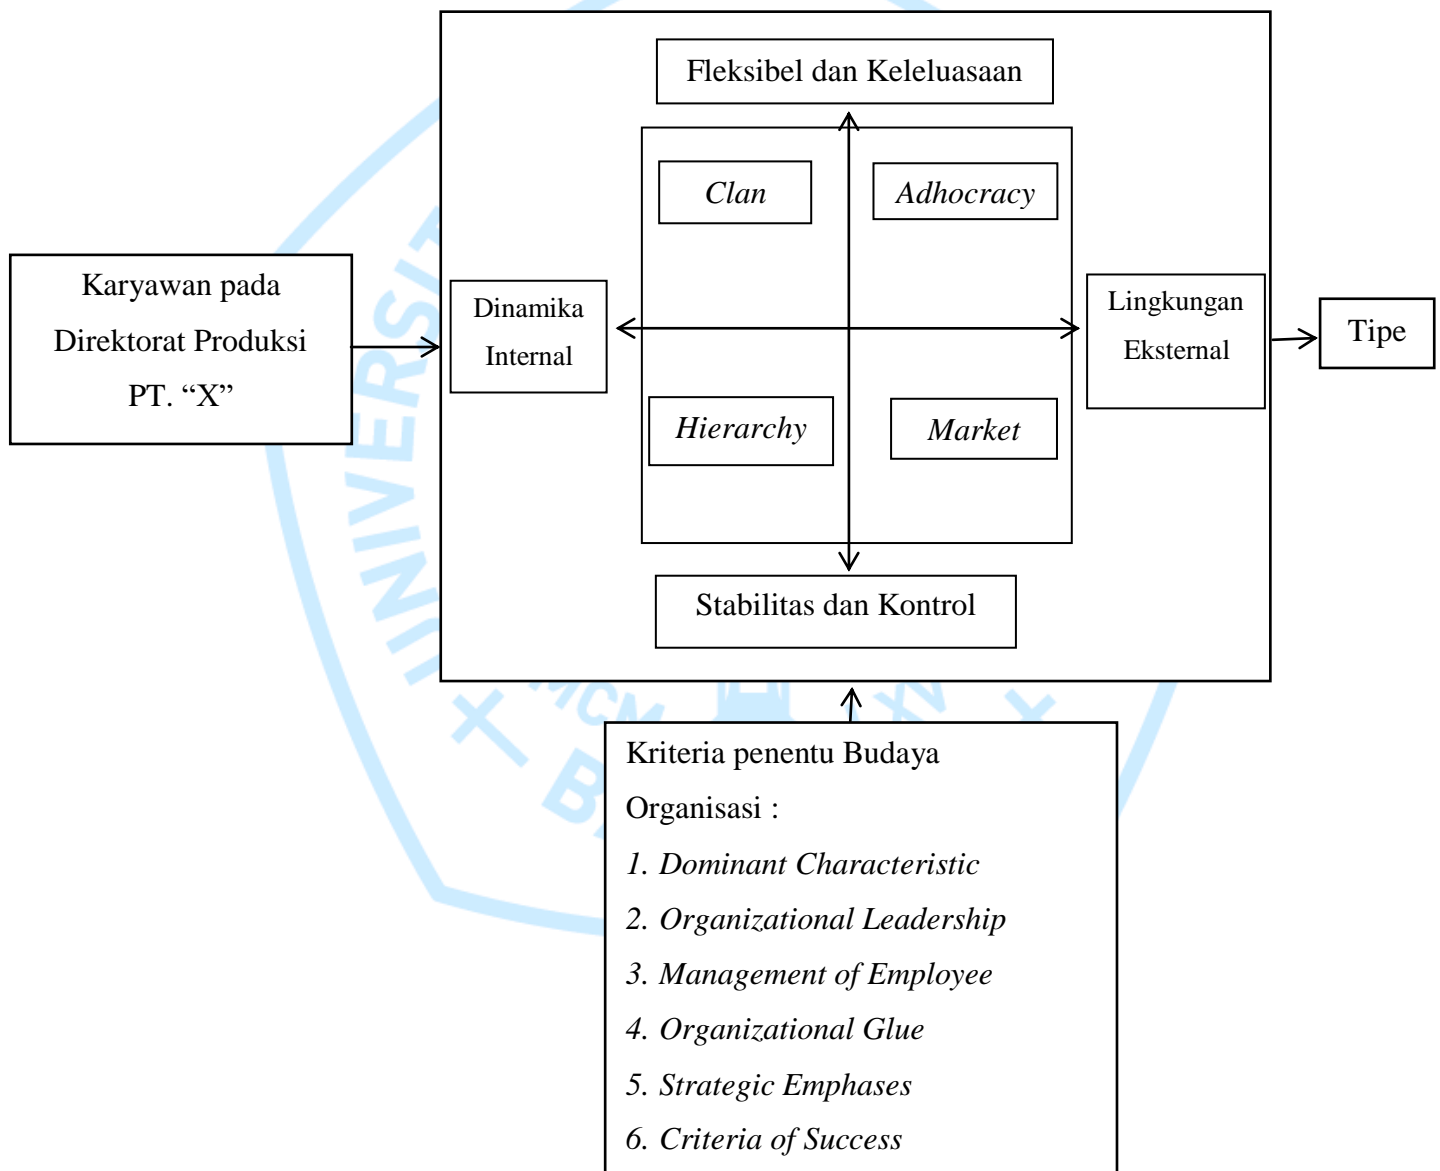 Fleksibel dan Keleluasaan
Clan
Adhocracy
Karyawan pada
Direktorat Produksi
PT. “X”
Dinamika
Internal
Lingkungan
Eksternal
Tipe
Hierarchy
Market
Stabilitas dan Kontrol
Kriteria penentu Budaya
Organisasi :
1. Dominant Characteristic
2. Organizational Leadership
3. Management of Employee
4. Organizational Glue
5. Strategic Emphases
6. Criteria of Success